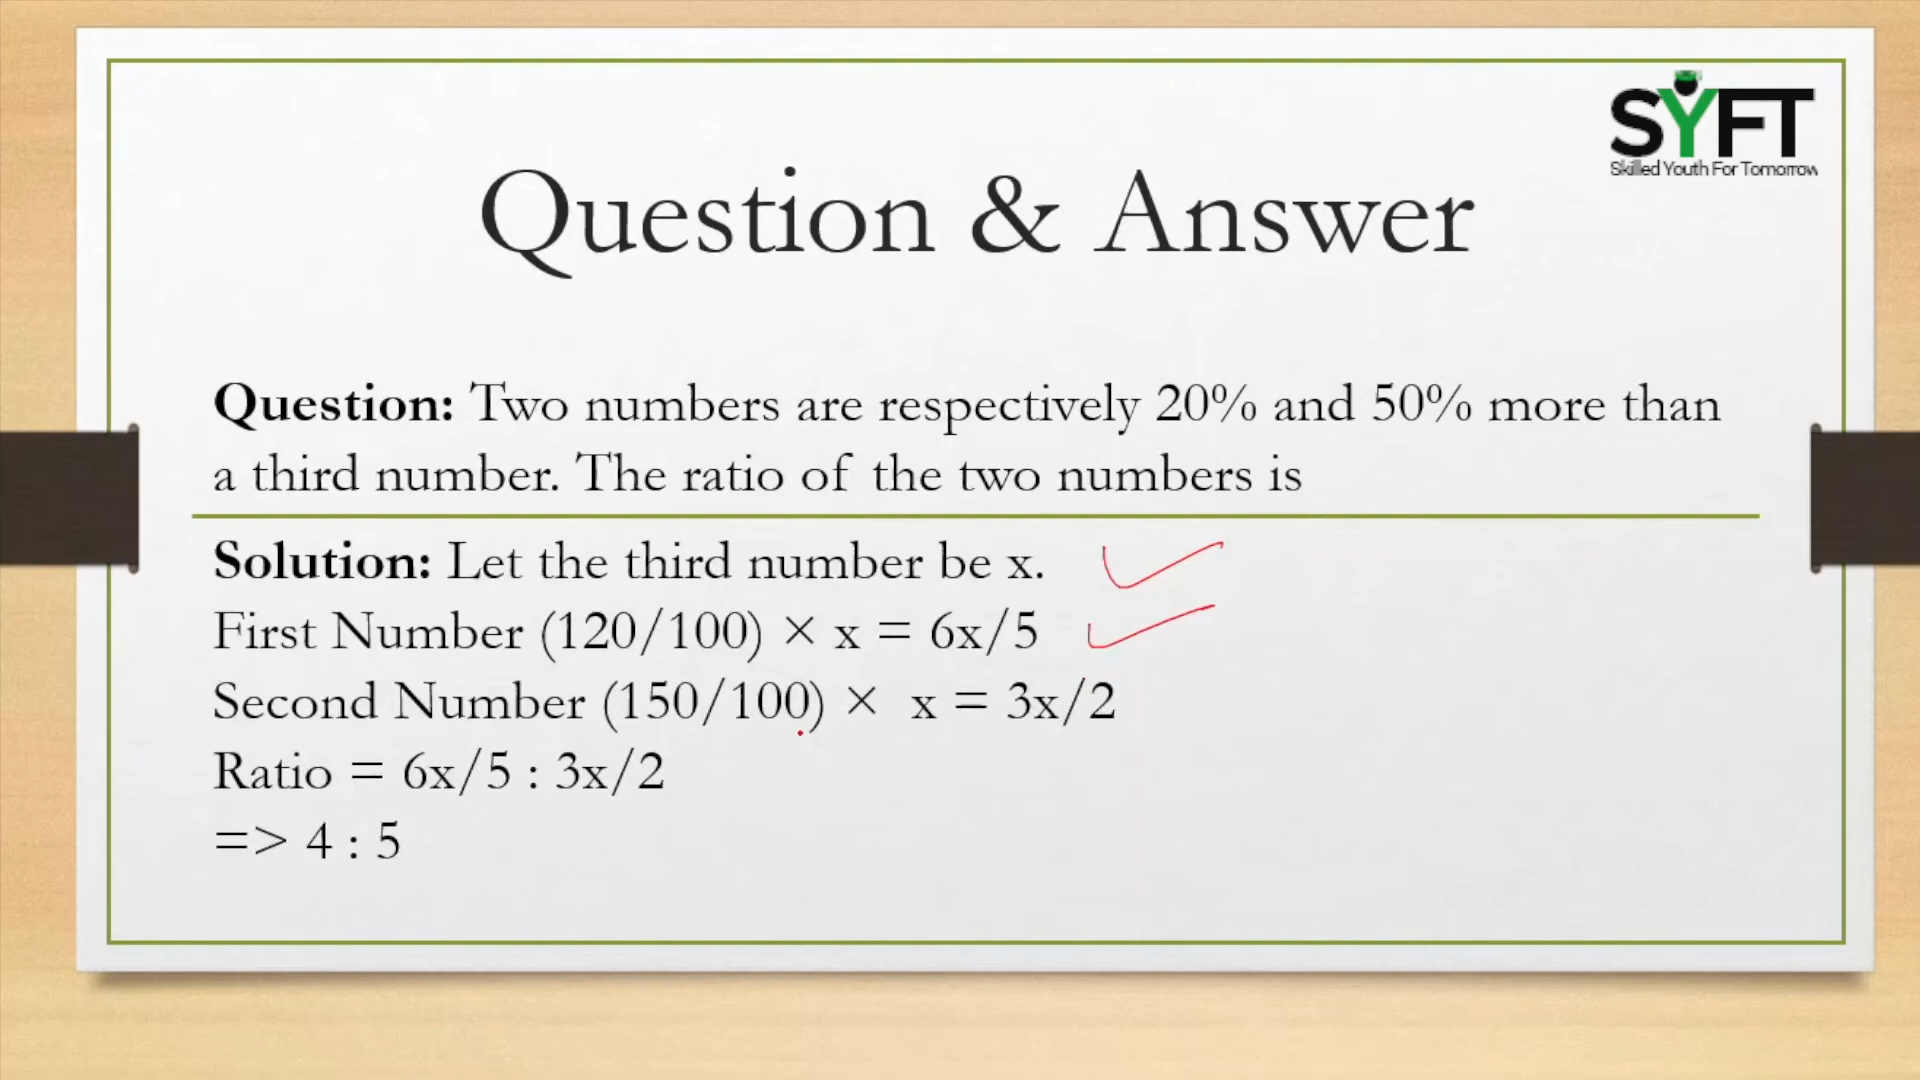 SYFT
Skilled Youth For Tomorrow
Question & Answer
Question: Two numbers are respectively 20% and 50% more than
a third number. The ratio of the two numbers is
Solution: Let the third number be x.
First Number (120/100) × x = 6x/5
Second Number (150/100) × x = 3x/2
Ratio = 6x/5 : 3x/2
=> 4 : 5